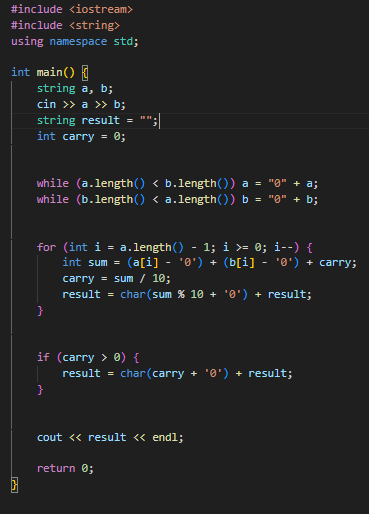 #include <iostream>
#include <string>
using namespace std;
int main() {
string a, b;
cin >> a >> b;
string result = "";
int carry = 0;
while (a.length() < b.length()) a = "0" + a;
while (b.length() < a.length()) b = "0" + b;
for (int i = a.length() - 1; i >= 0; i--) {
int sum = (a[i] - '0') + (b[i] - '0') + carry;
carry = sum / 10;
result = char(sum % 10 + '0') + result;
}
if (carry > 0) {
result = char(carry + '0') + result;
}
cout << result << endl;
return 0;
}